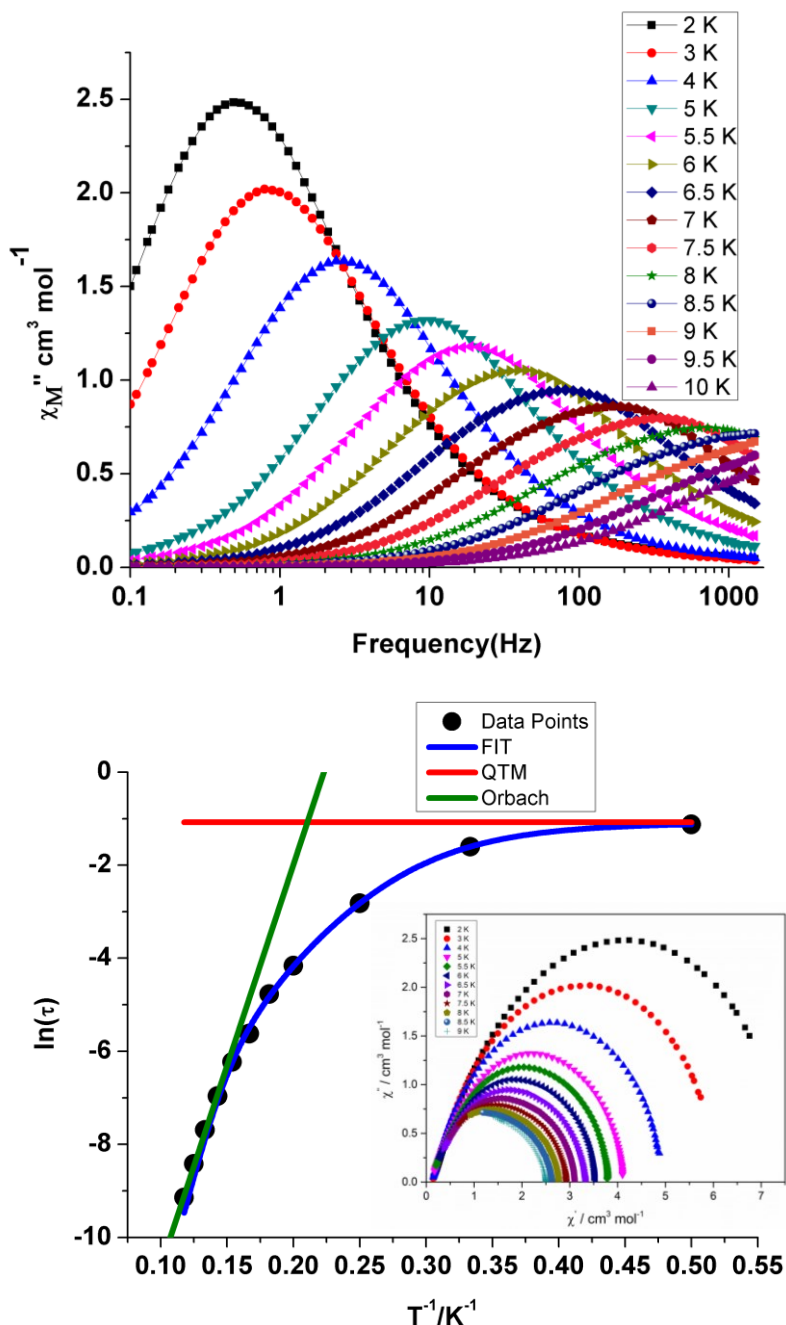 2 K
3 K
4 K
5 K
5.5 K
6 K
6.5 K
7 K
7.5 K
8 K
8.5 K
9 K
9.5 K
10 K
χM'' cm³ mol⁻¹
2.5
2.0
1.5
1.0
0.5
0.0
0.1 1 10 100 1000
Frequency(Hz)
Data Points
FIT
QTM
Orbach
ln(τ)
0
-2
-4
-6
-8
-10
0.10 0.15 0.20 0.25 0.30 0.35 0.40 0.45 0.50 0.55
T⁻¹/K⁻¹
2 K
3 K
4 K
5 K
5.5 K
6 K
6.5 K
7 K
7.5 K
8 K
8.5 K
9 K
χ'' / cm³ mol⁻¹
2.5
2.0
1.5
1.0
0.5
0.0
0 1 2 3 4 5 6 7
χ' / cm³ mol⁻¹